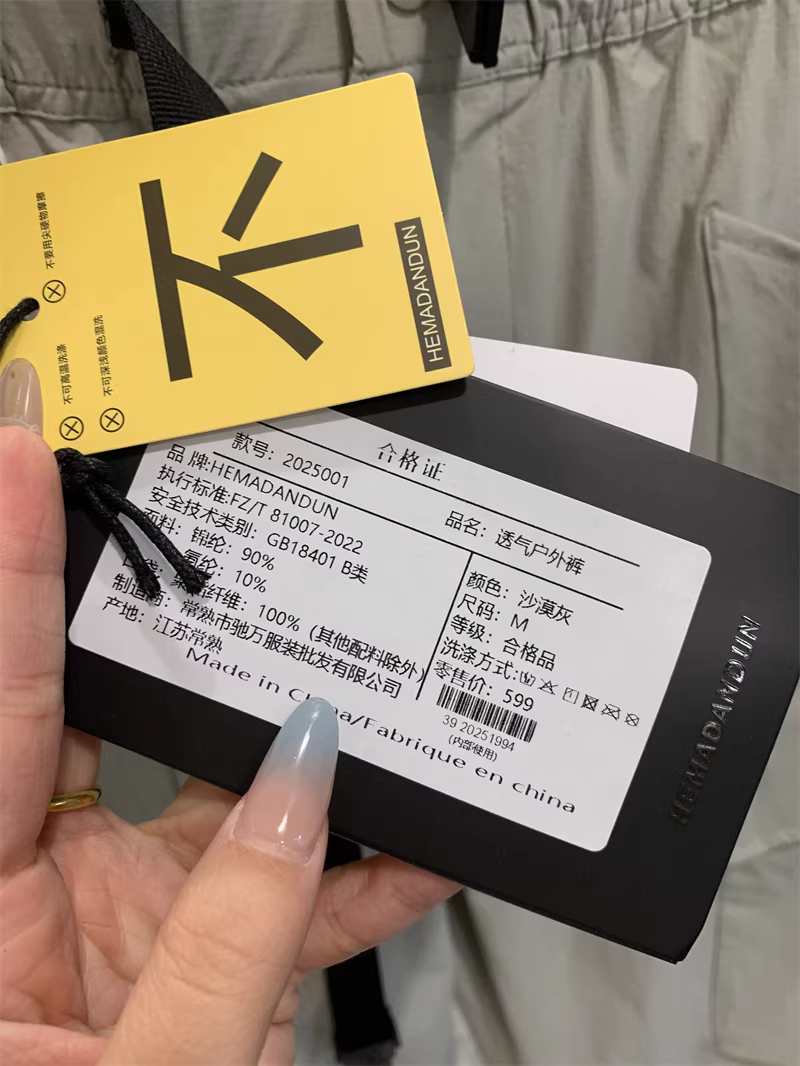 不
HEMADANDUN
不要用尖硬物摩擦
不可高温洗涤
不可深浅颜色混洗
合格证
款号：2025001
品名：透气户外裤
品 牌:HEMADANDUN
执行标准:FZ/T 81007-2022
安全技术类别：GB18401 B类
面料：锦纶：90%
氨纶：10%
纤维：100%（其他配料除外）
制造商：常熟市驰万服装批发有限公司
产地：江苏常熟
颜色：沙漠灰
尺码：M
等级：合格品
洗涤方式:
零售价：599
39 20251994
(内部使用)
Made in China/Fabrique en china
HEMADANDUN